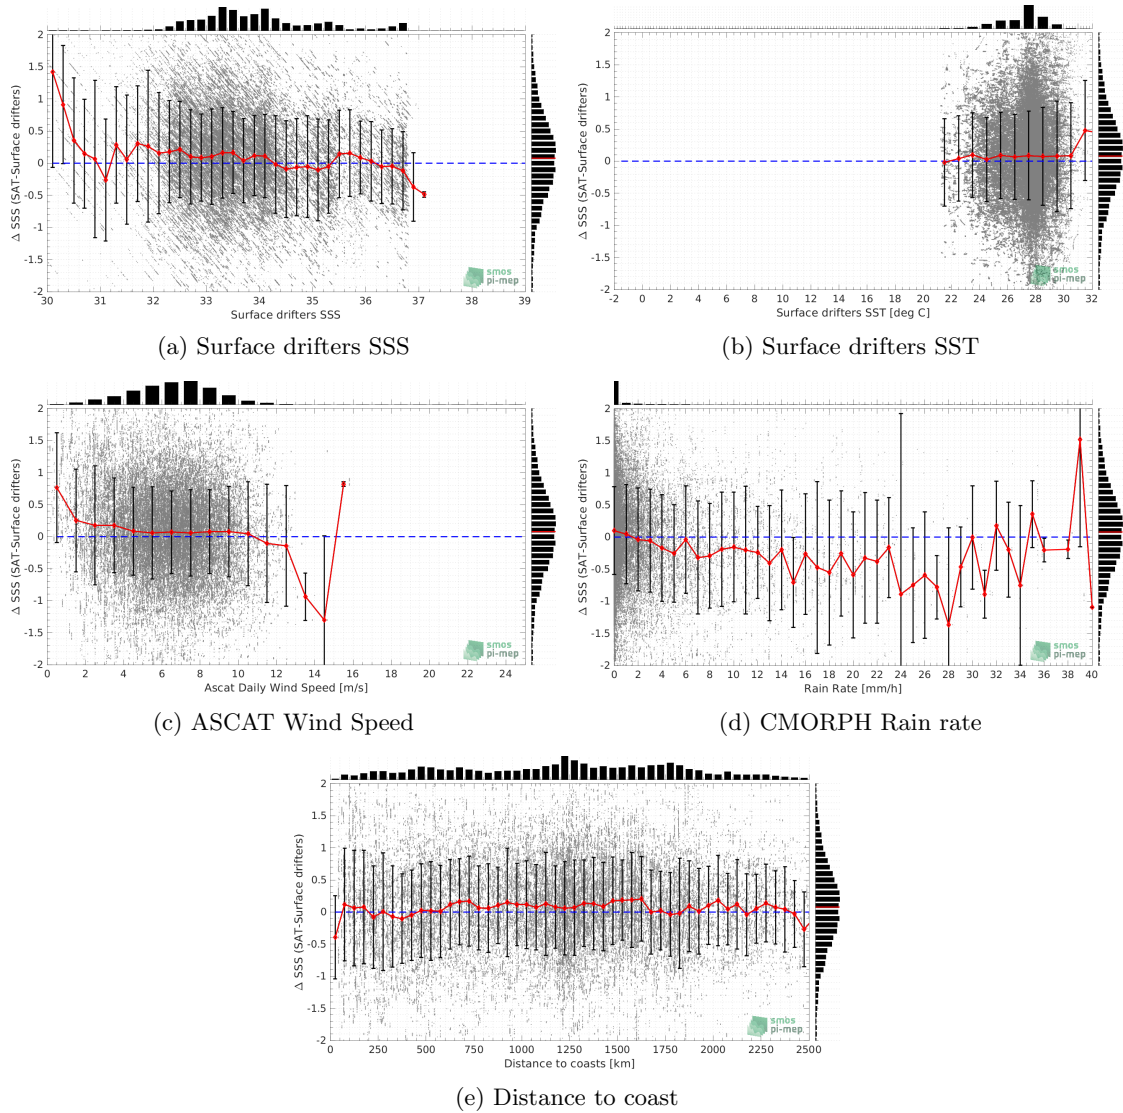 2
1.5
1
0.5
0
-0.5
-1
-1.5
-2
Δ SSS (SAT-Surface drifters)
30 31 32 33 34 35 36 37 38 39
Surface drifters SSS
smos
pi-mep
(a) Surface drifters SSS
2
1.5
1
0.5
0
-0.5
-1
-1.5
-2
Δ SSS (SAT-Surface drifters)
-2 0 2 4 6 8 10 12 14 16 18 20 22 24 26 28 30 32
Surface drifters SST [deg C]
smos
pi-mep
(b) Surface drifters SST
2
1.5
1
0.5
0
-0.5
-1
-1.5
-2
Δ SSS (SAT-Surface drifters)
0 2 4 6 8 10 12 14 16 18 20 22 24
Ascat Daily Wind Speed [m/s]
smos
pi-mep
(c) ASCAT Wind Speed
2
1.5
1
0.5
0
-0.5
-1
-1.5
-2
Δ SSS (SAT-Surface drifters)
0 2 4 6 8 10 12 14 16 18 20 22 24 26 28 30 32 34 36 38 40
Rain Rate [mm/h]
smos
pi-mep
(d) CMORPH Rain rate
2
1.5
1
0.5
0
-0.5
-1
-1.5
-2
Δ SSS (SAT-Surface drifters)
0 250 500 750 1000 1250 1500 1750 2000 2250 2500
Distance to coasts [km]
smos
pi-mep
(e) Distance to coast